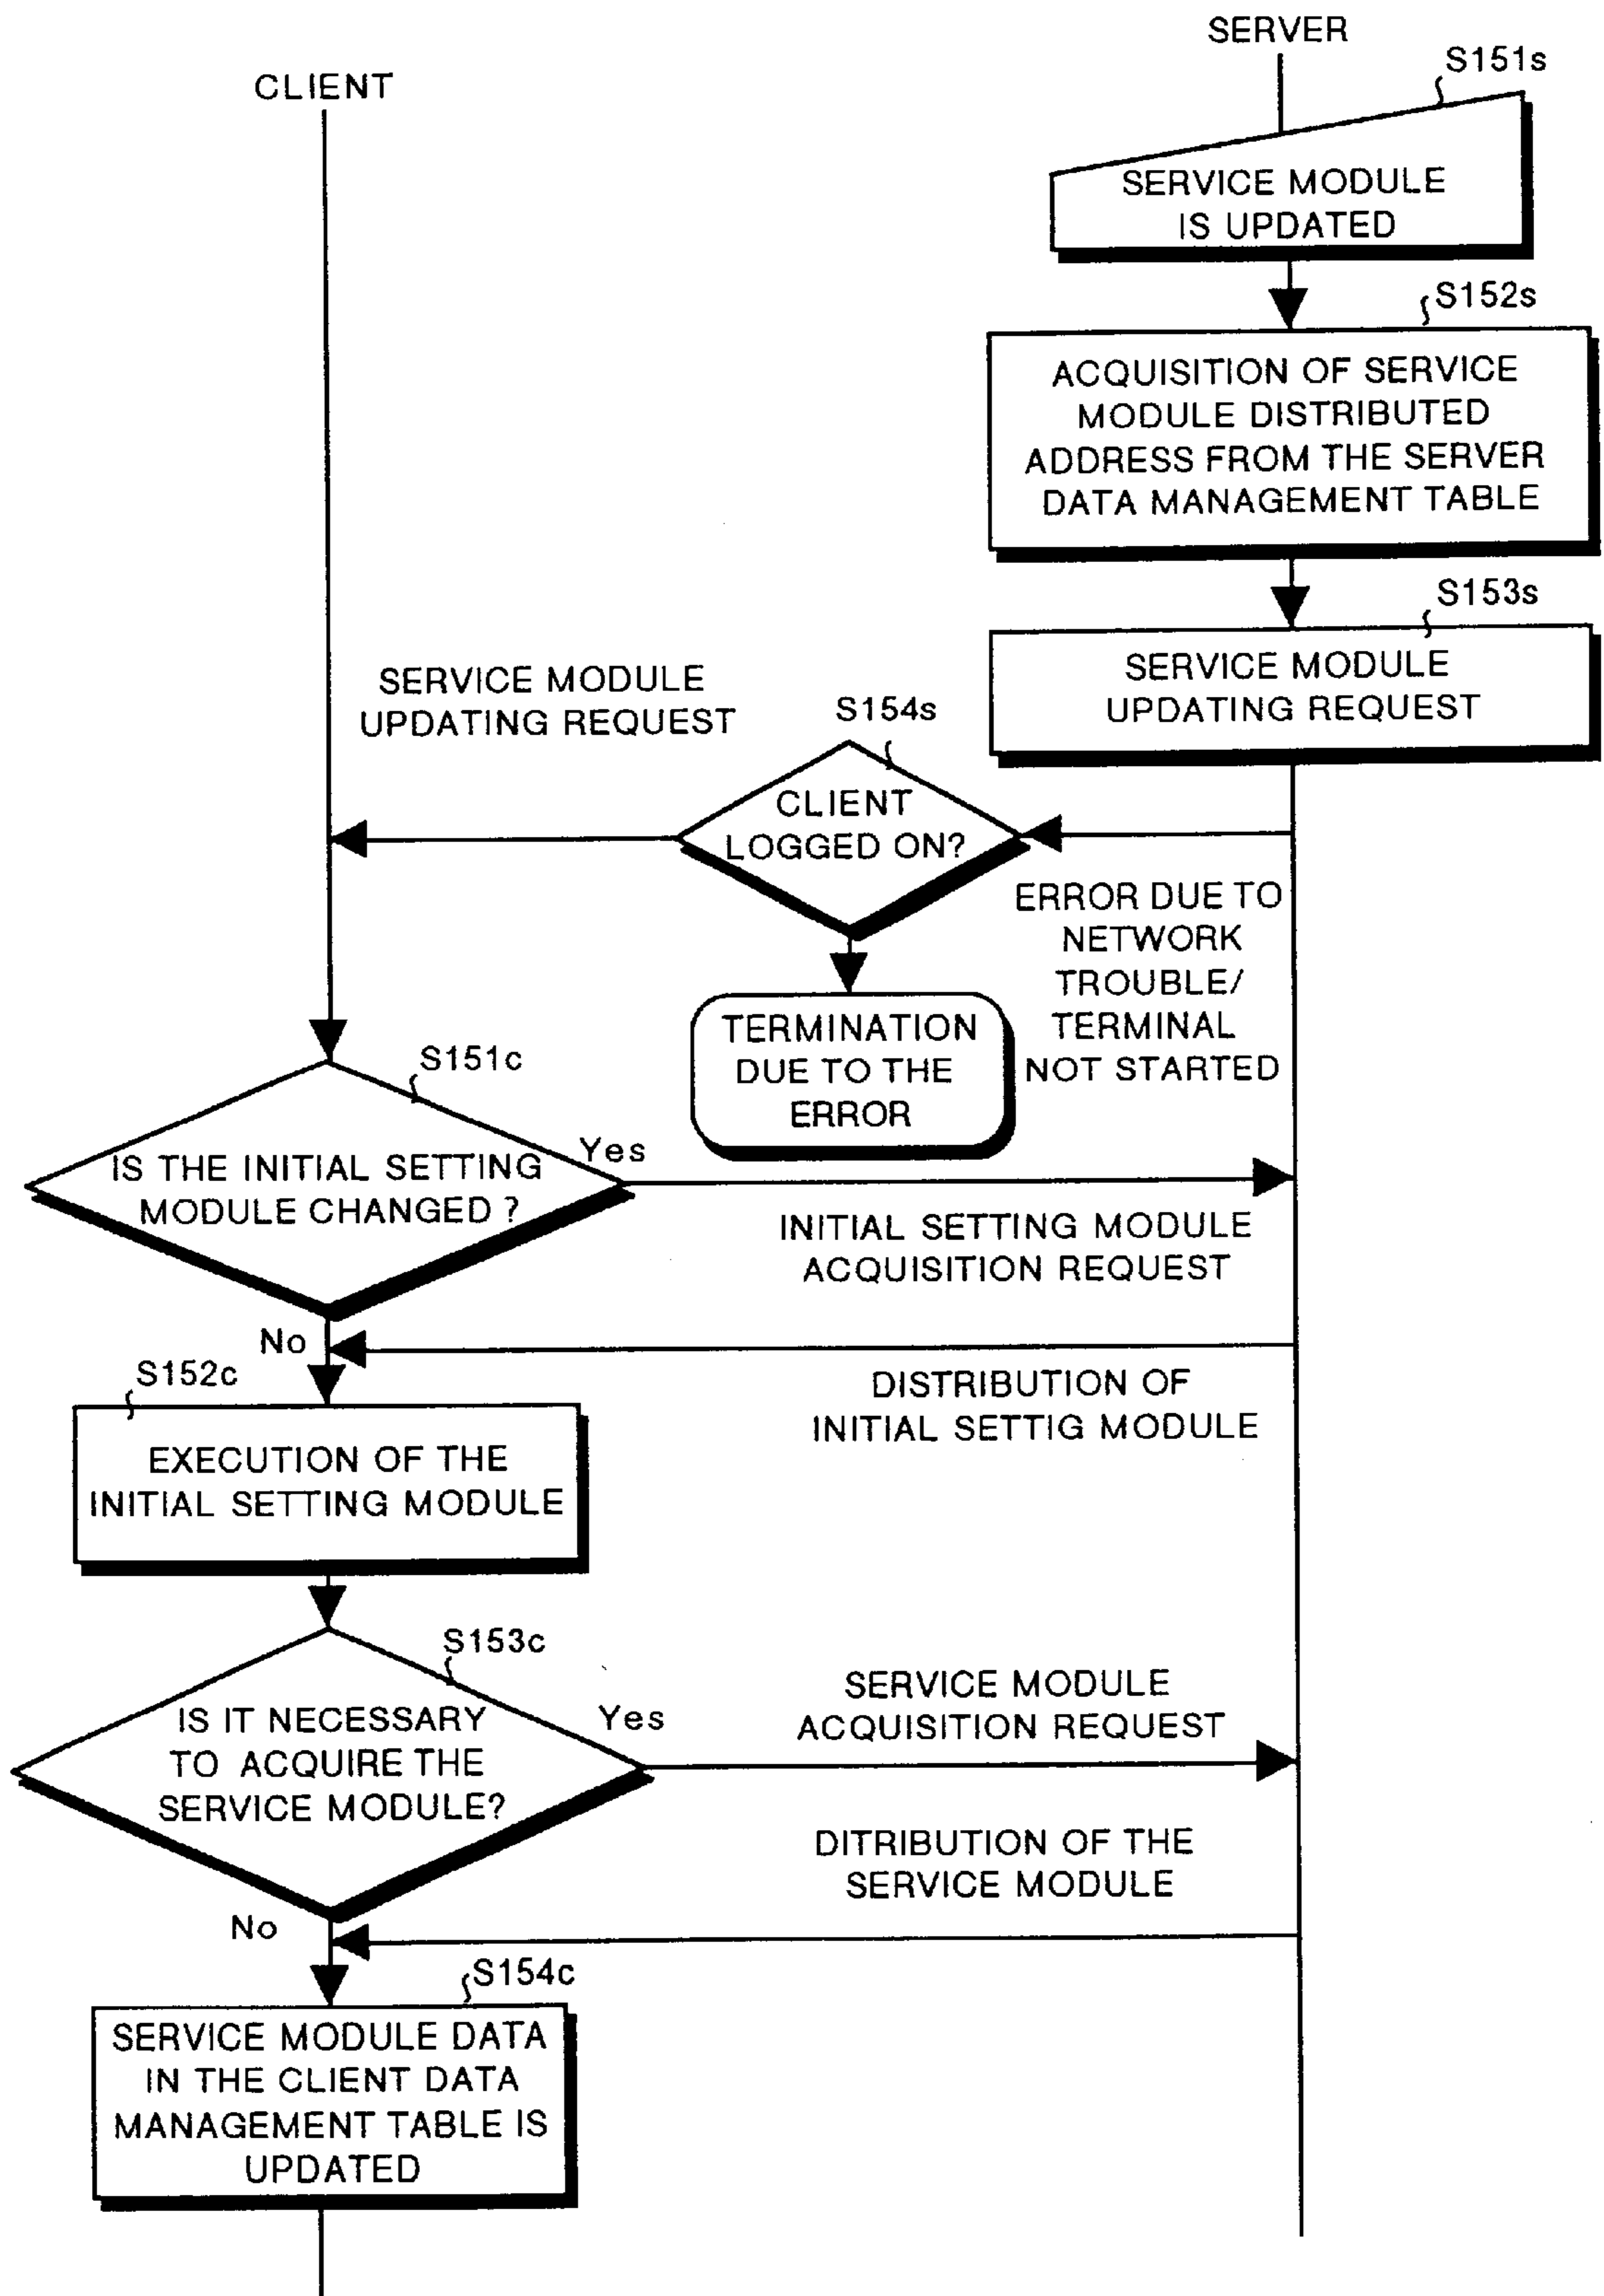 SERVER
S151s
CLIENT
SERVICE MODULE
IS UPDATED
S152s
ACQUISITION OF SERVICE
MODULE DISTRIBUTED
ADDRESS FROM THE SERVER
DATA MANAGEMENT TABLE
S153s
SERVICE MODULE
UPDATING REQUEST
SERVICE MODULE
UPDATING REQUEST
S154s
CLIENT
LOGGED ON?
ERROR DUE TO
NETWORK
TROUBLE/
TERMINAL
NOT STARTED
TERMINATION
DUE TO THE
ERROR
S151c
IS THE INITIAL SETTING
MODULE CHANGED ?
Yes
INITIAL SETTING MODULE
ACQUISITION REQUEST
No
DISTRIBUTION OF
INITIAL SETTIG MODULE
S152c
EXECUTION OF THE
INITIAL SETTING MODULE
S153c
IS IT NECESSARY
TO ACQUIRE THE
SERVICE MODULE?
Yes
SERVICE MODULE
ACQUISITION REQUEST
DITRIBUTION OF THE
SERVICE MODULE
No
S154c
SERVICE MODULE DATA
IN THE CLIENT DATA
MANAGEMENT TABLE IS
UPDATED